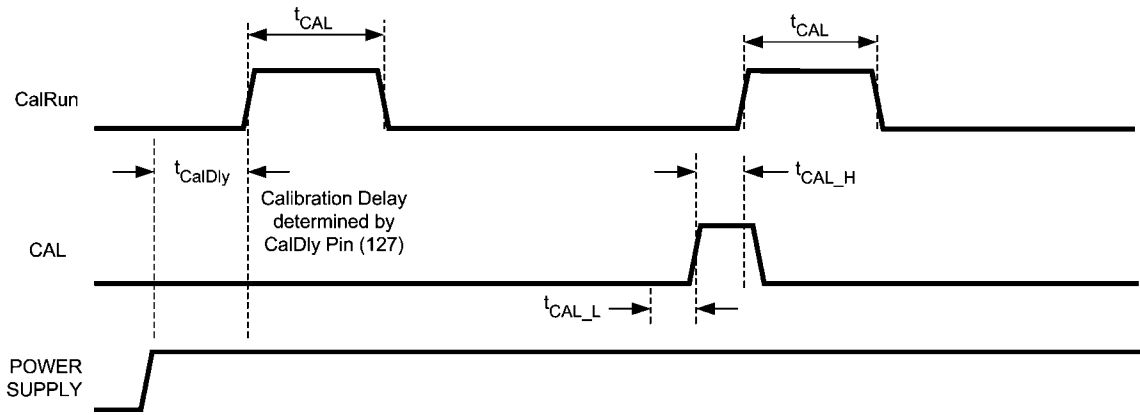 tCAL
tCAL
CalRun
tCalDly
tCAL_H
Calibration Delay
determined by
CalDly Pin (127)
CAL
tCAL_L
POWER
SUPPLY